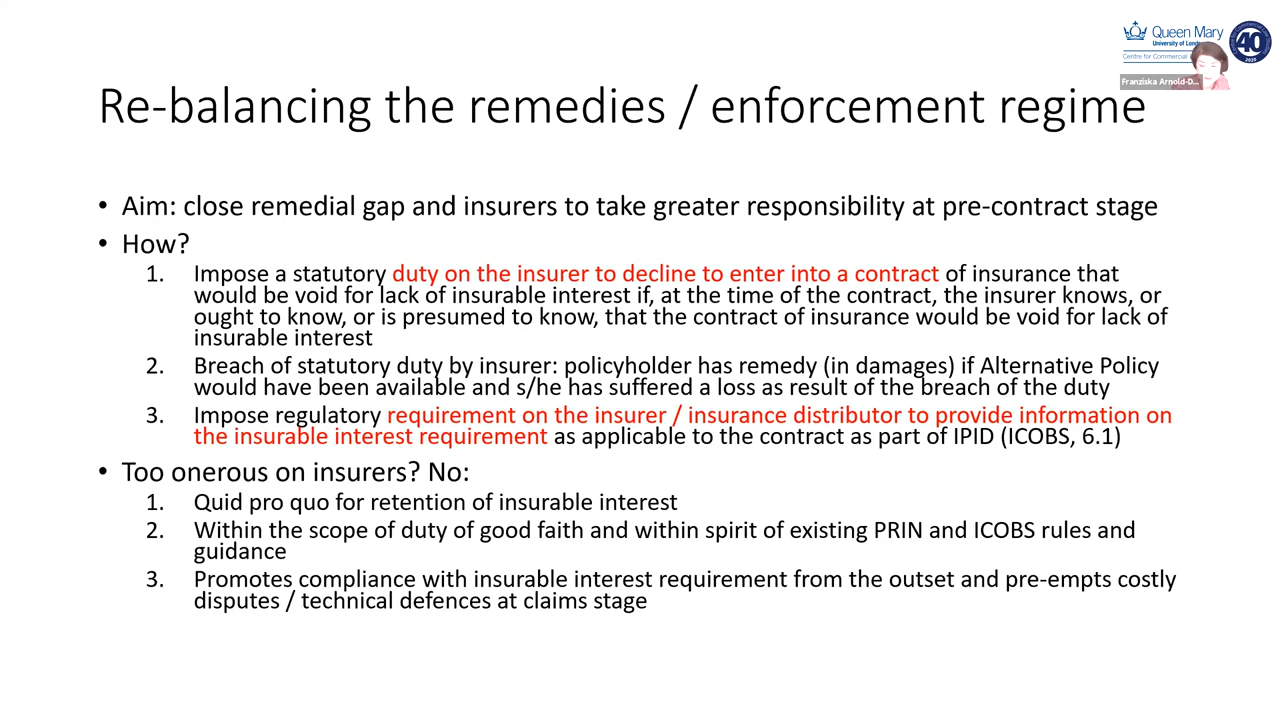 Queen Mary
University of Lond
Centre for Commercial
40
2020
Franziska Arnold-D...
Re-balancing the remedies / enforcement regime
• Aim: close remedial gap and insurers to take greater responsibility at pre-contract stage
• How?
1. Impose a statutory duty on the insurer to decline to enter into a contract of insurance that
would be void for lack of insurable interest if, at the time of the contract, the insurer knows, or
ought to know, or is presumed to know, that the contract of insurance would be void for lack of
insurable interest
2. Breach of statutory duty by insurer: policyholder has remedy (in damages) if Alternative Policy
would have been available and s/he has suffered a loss as result of the breach of the duty
3. Impose regulatory requirement on the insurer / insurance distributor to provide information on
the insurable interest requirement as applicable to the contract as part of IPID (ICOBS, 6.1)
• Too onerous on insurers? No:
1. Quid pro quo for retention of insurable interest
2. Within the scope of duty of good faith and within spirit of existing PRIN and ICOBS rules and
guidance
3. Promotes compliance with insurable interest requirement from the outset and pre-empts costly
disputes / technical defences at claims stage